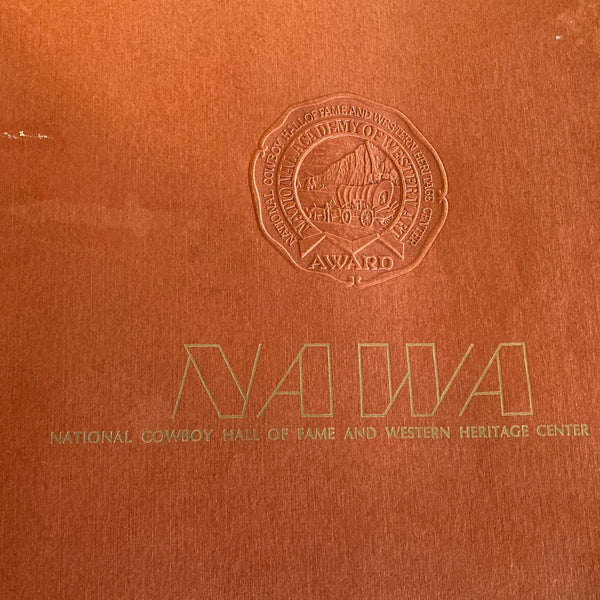 NATIONAL COWBOY HALL OF FAME AND WESTERN HERITAGE CENTER
NATIONAL ACADEMY OF WESTERN ART
AWARD
NAWA
NATIONAL COWBOY HALL OF FAME AND WESTERN HERITAGE CENTER